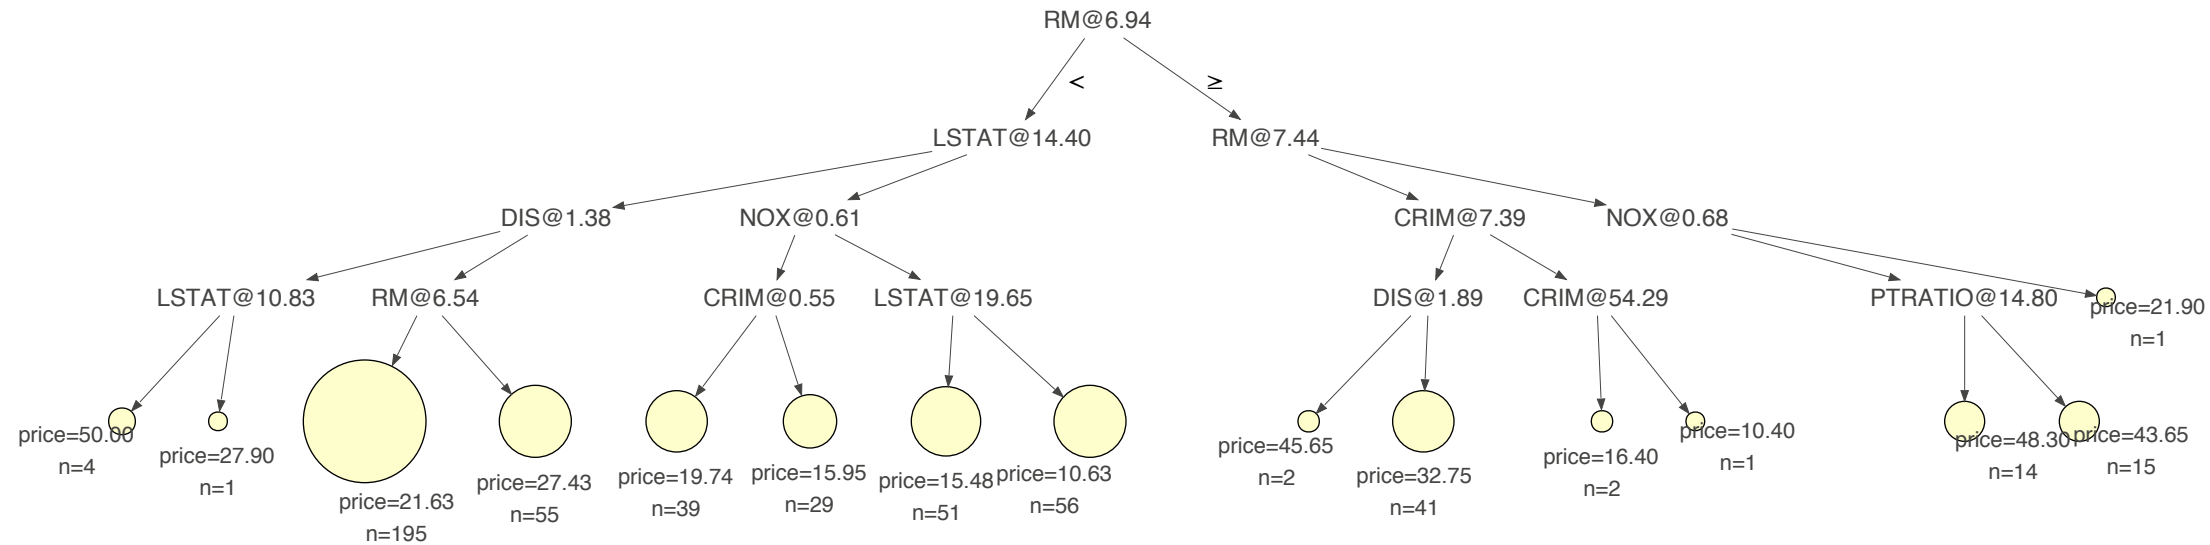 RM@6.94
<
≥
LSTAT@14.40
RM@7.44
DIS@1.38
NOX@0.61
CRIM@7.39
NOX@0.68
LSTAT@10.83
RM@6.54
CRIM@0.55
LSTAT@19.65
DIS@1.89
CRIM@54.29
PTRATIO@14.80
price=21.90
n=1
price=50.00
n=4
price=27.90
n=1
price=21.63
n=195
price=27.43
n=55
price=19.74
n=39
price=15.95
n=29
price=15.48
n=51
price=10.63
n=56
price=45.65
n=2
price=32.75
n=41
price=16.40
n=2
price=10.40
n=1
price=48.30
n=14
price=43.65
n=15